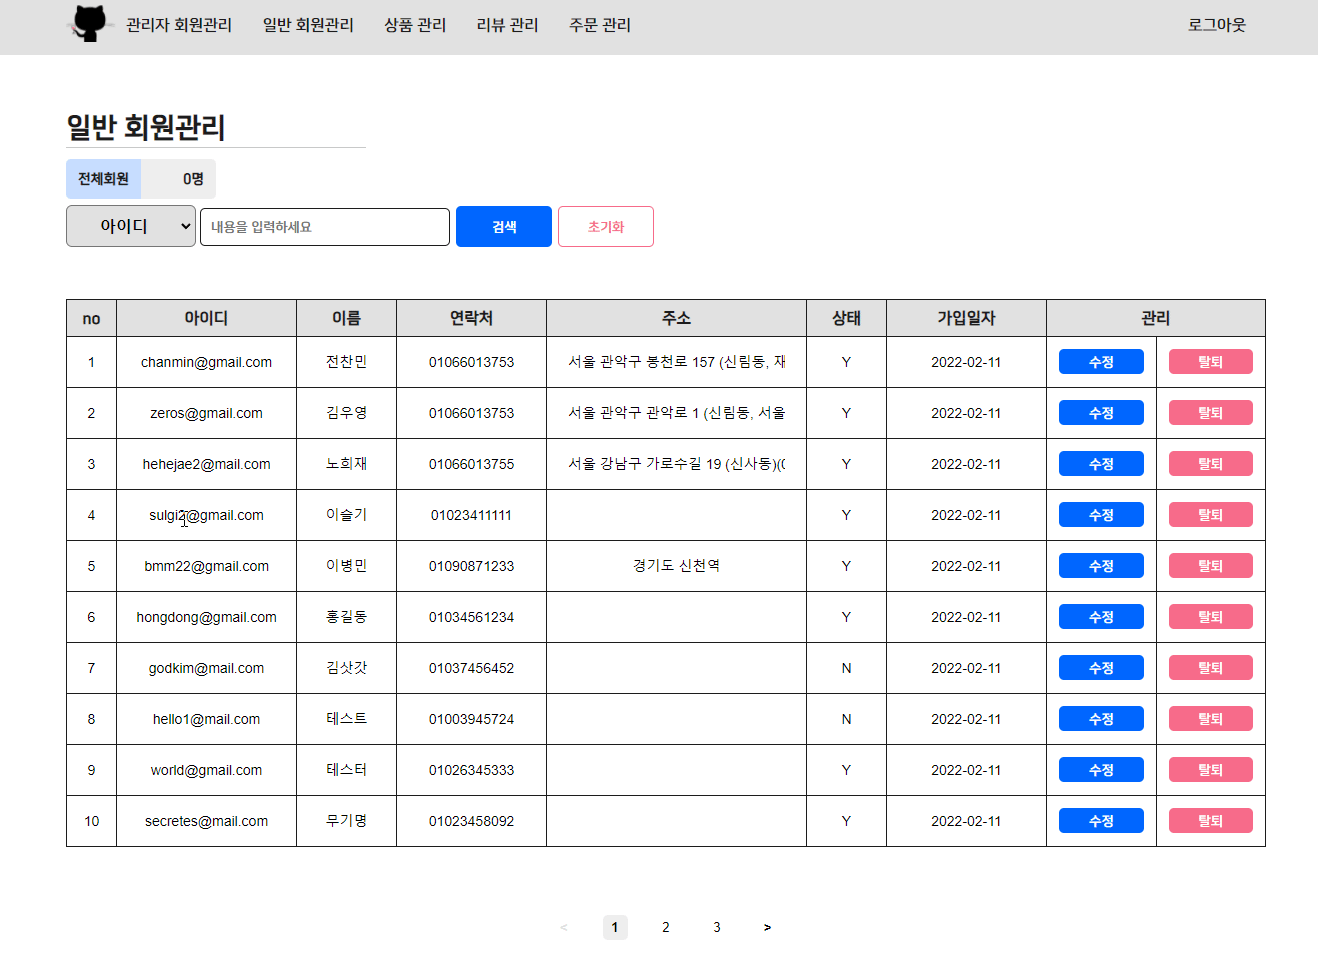 관리자 회원관리 일반 회원관리 상품 관리 리뷰 관리 주문 관리 로그아웃
일반 회원관리
전체회원 0명
아이디 내용을 입력하세요 검색 초기화
no 아이디 이름 연락처 주소 상태 가입일자 관리
1 chanmin@gmail.com 전찬민 01066013753 서울 관악구 봉천로 157 (신림동, 재 Y 2022-02-11 수정 탈퇴
2 zeros@gmail.com 김우영 01066013753 서울 관악구 관악로 1 (신림동, 서울 Y 2022-02-11 수정 탈퇴
3 hehejae2@mail.com 노희재 01066013755 서울 강남구 가로수길 19 (신사동)(0 Y 2022-02-11 수정 탈퇴
4 sulgi2@gmail.com 이슬기 01023411111 Y 2022-02-11 수정 탈퇴
5 bmm22@gmail.com 이병민 01090871233 경기도 신천역 Y 2022-02-11 수정 탈퇴
6 hongdong@gmail.com 홍길동 01034561234 Y 2022-02-11 수정 탈퇴
7 godkim@mail.com 김삿갓 01037456452 N 2022-02-11 수정 탈퇴
8 hello1@mail.com 테스트 01003945724 N 2022-02-11 수정 탈퇴
9 world@gmail.com 테스터 01026345333 Y 2022-02-11 수정 탈퇴
10 secretes@mail.com 무기명 01023458092 Y 2022-02-11 수정 탈퇴
< 1 2 3 >